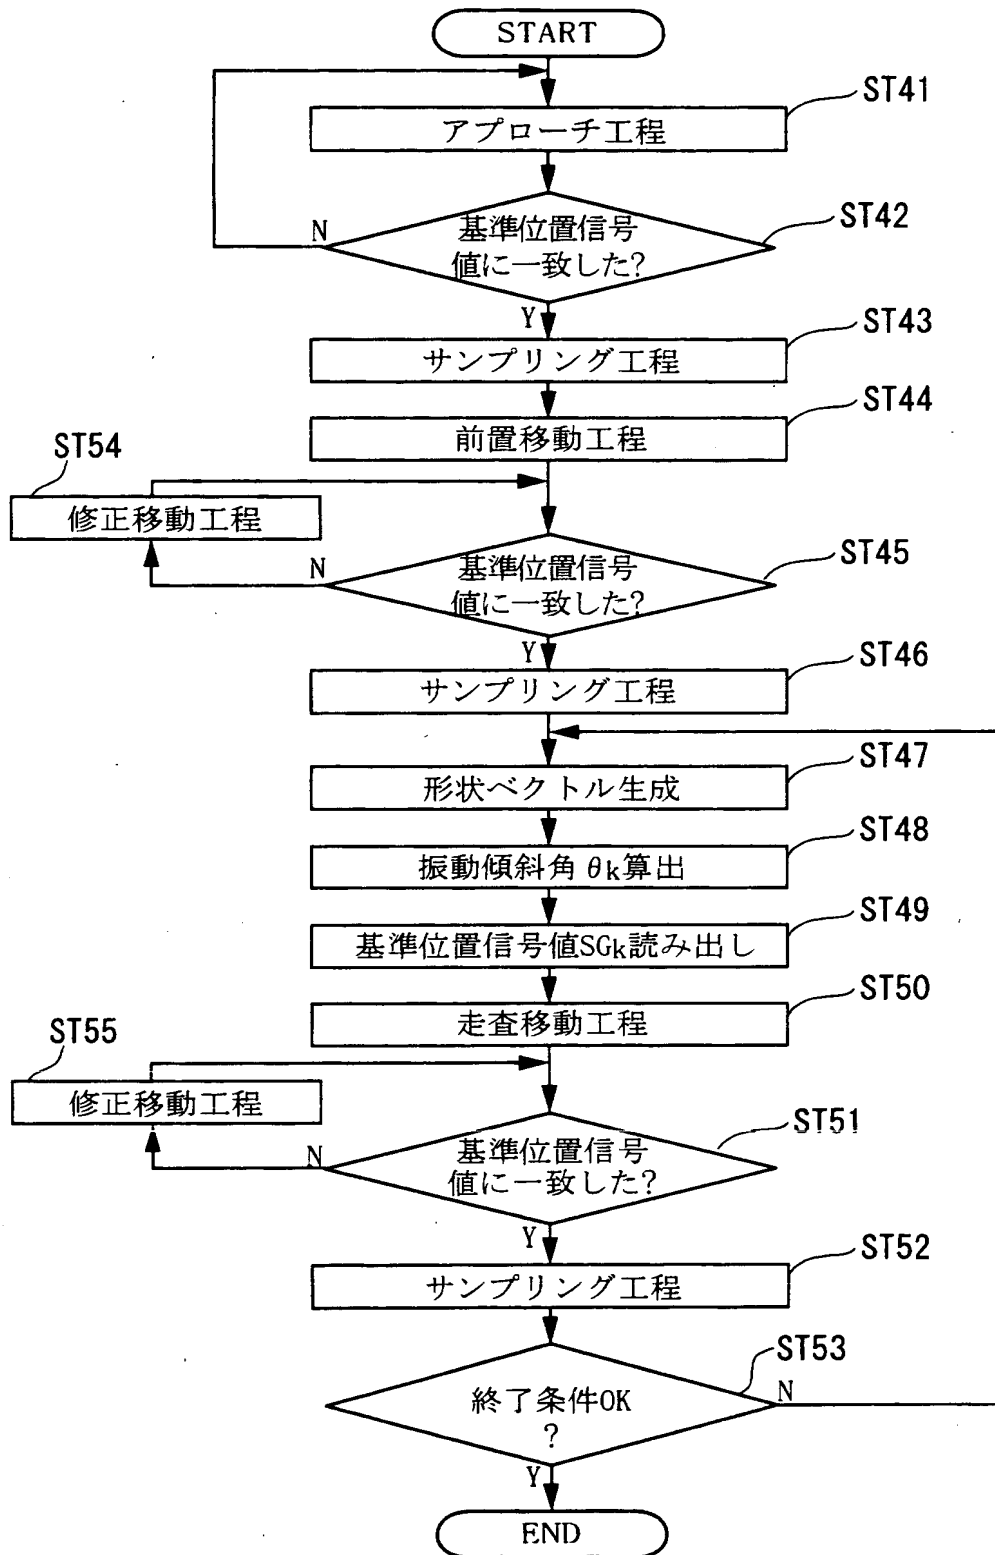 START
ST41
アプローチ工程
ST42
基準位置信号
値に一致した?
N
Y
ST43
サンプリング工程
ST44
前置移動工程
ST54
修正移動工程
ST45
基準位置信号
値に一致した?
N
Y
ST46
サンプリング工程
ST47
形状ベクトル生成
ST48
振動傾斜角θk算出
ST49
基準位置信号値SGk読み出し
ST50
走査移動工程
ST55
修正移動工程
ST51
基準位置信号
値に一致した?
N
Y
ST52
サンプリング工程
ST53
終了条件OK
?
N
Y
END